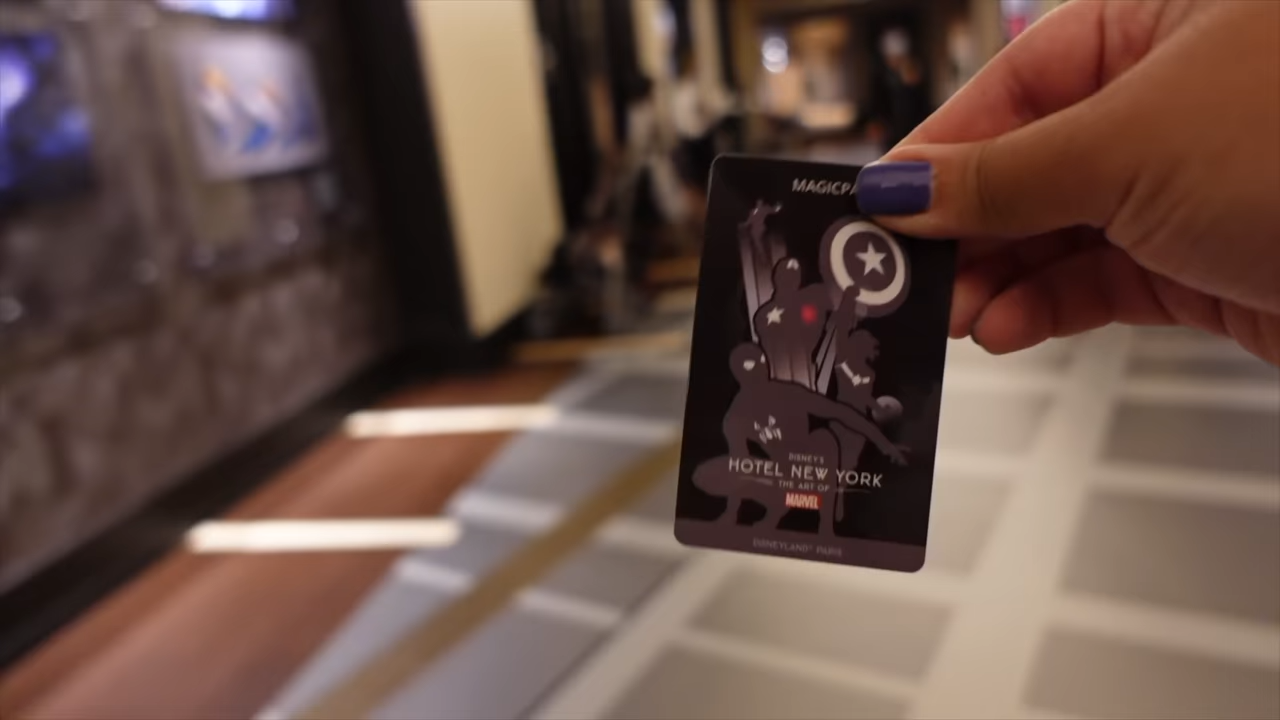 MAGICPA
DISNEY'S
HOTEL NEW YORK
THE ART OF
MARVEL
DISNEYLAND® PARIS